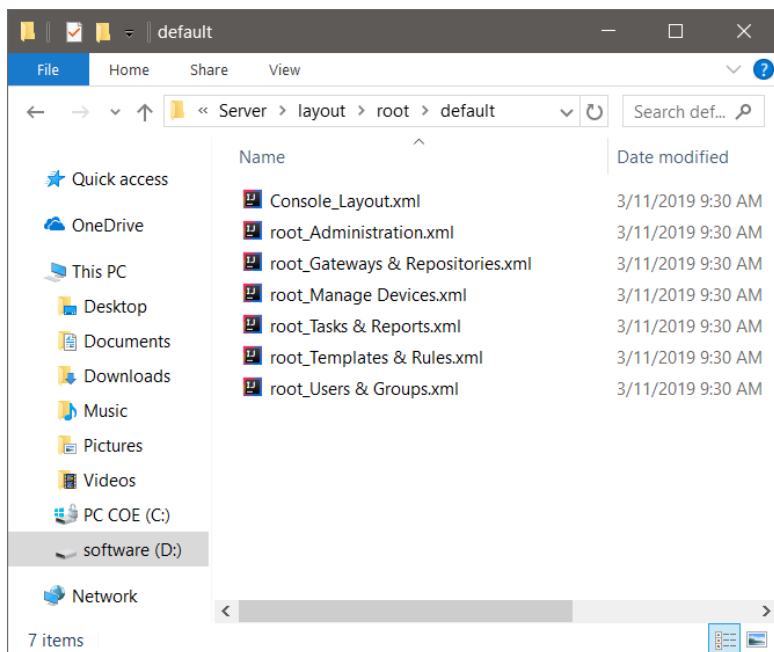 default
File Home Share View
« Server > layout > root > default Search def...
Name Date modified
Quick access
OneDrive
This PC
Desktop
Documents
Downloads
Music
Pictures
Videos
PC COE (C:)
software (D:)
Network
Console_Layout.xml 3/11/2019 9:30 AM
root_Administration.xml 3/11/2019 9:30 AM
root_Gateways & Repositories.xml 3/11/2019 9:30 AM
root_Manage Devices.xml 3/11/2019 9:30 AM
root_Tasks & Reports.xml 3/11/2019 9:30 AM
root_Templates & Rules.xml 3/11/2019 9:30 AM
root_Users & Groups.xml 3/11/2019 9:30 AM
7 items